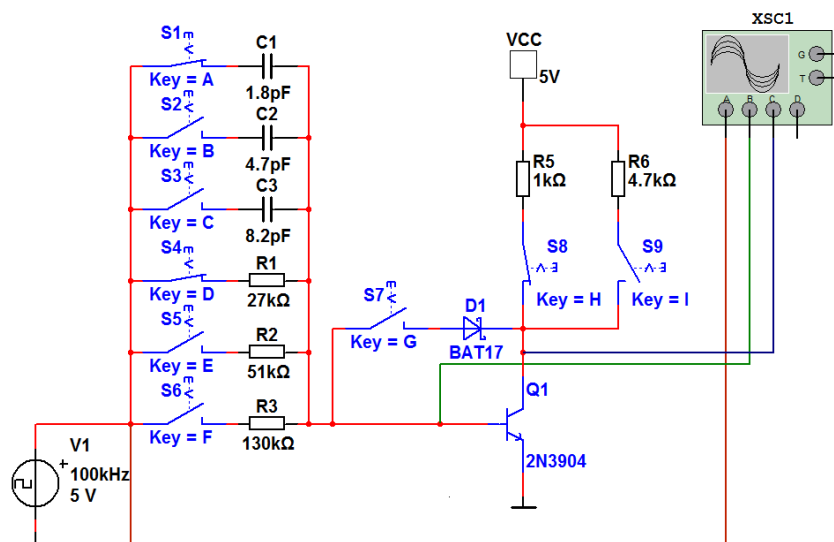 XSC1
G
T
A
B
C
D
S1
Key = A
C1
1.8pF
S2
Key = B
C2
4.7pF
S3
Key = C
C3
8.2pF
S4
Key = D
R1
27kΩ
S5
Key = E
R2
51kΩ
S6
Key = F
R3
130kΩ
V1
100kHz
5 V
S7
Key = G
D1
BAT17
VCC
5V
R5
1kΩ
R6
4.7kΩ
S8
Key = H
S9
Key = I
Q1
2N3904